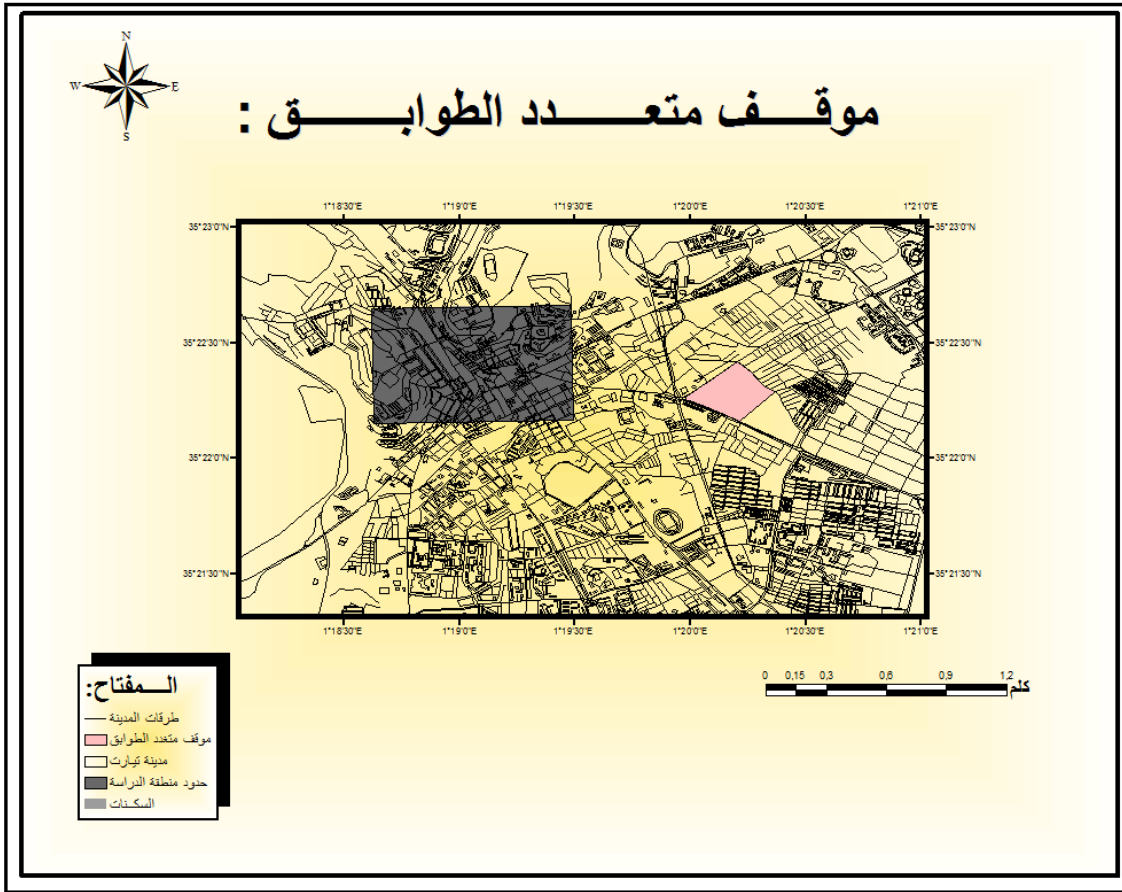 N
W E
S
موقف متعدد الطوابق :
1°18'30"E 1°19'0"E 1°19'30"E 1°20'0"E 1°20'30"E 1°21'0"E
35°23'0"N 35°23'0"N
35°22'30"N 35°22'30"N
35°22'0"N 35°22'0"N
35°21'30"N 35°21'30"N
1°18'30"E 1°19'0"E 1°19'30"E 1°20'0"E 1°20'30"E 1°21'0"E
المفتاح:
طرقات المدينة
موقف متعدد الطوابق
مدينة تيارت
حدود منطقة الدراسة
السكنات
0 0,15 0,3 0,6 0,9 1,2
كلم